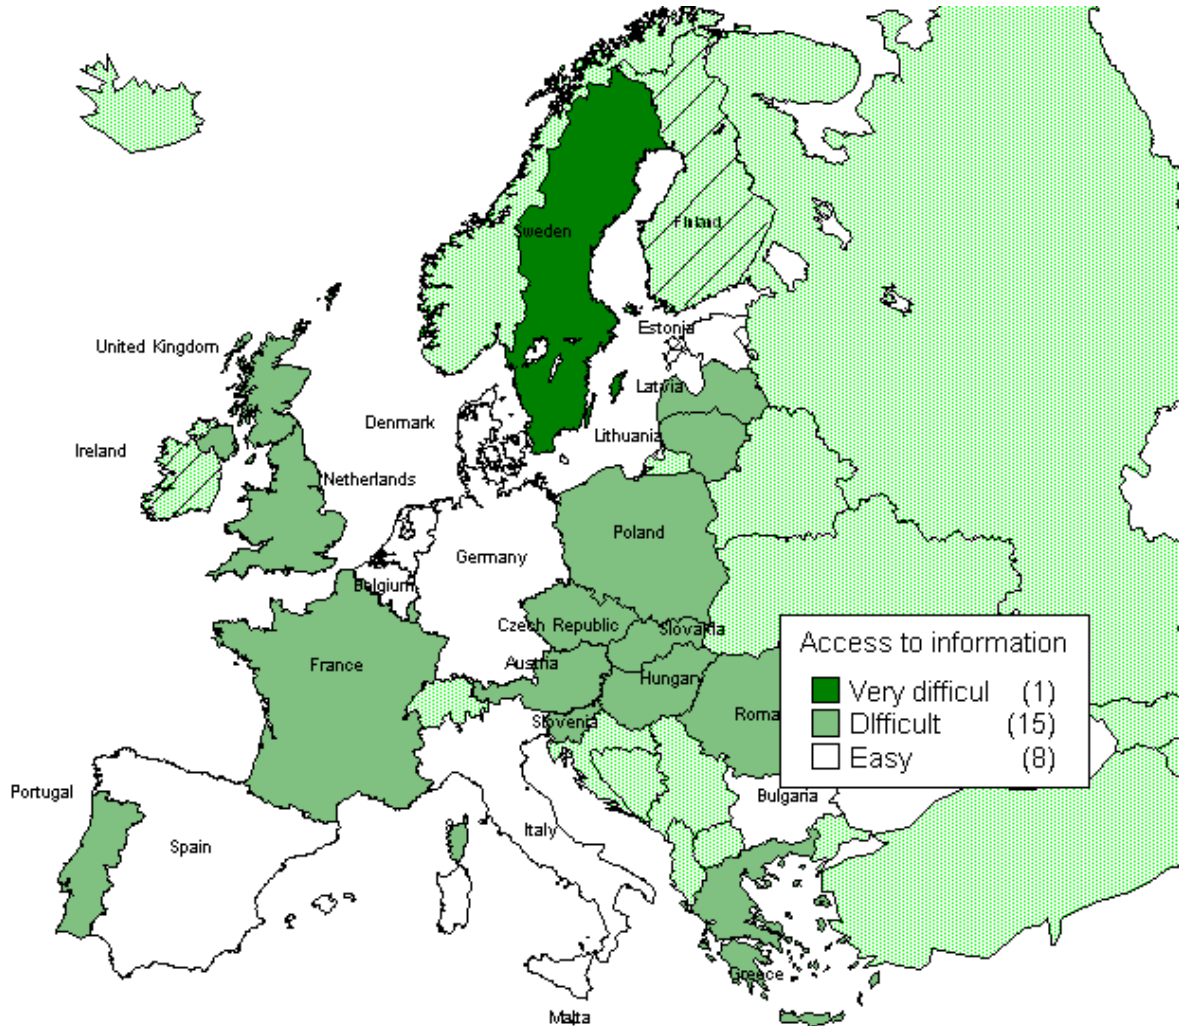 Sweden
Finland
United Kingdom
Estonia
Latvia
Denmark
Lithuania
Ireland
Netherlands
Poland
Germany
Belgium
Czech Republic
Slovakia
France
Austria
Hungary
Slovenia
Roma
Access to information
Very difficul (1)
DIfficult (15)
Easy (8)
Portugal
Bulgaria
Spain
Italy
Greece
Malta